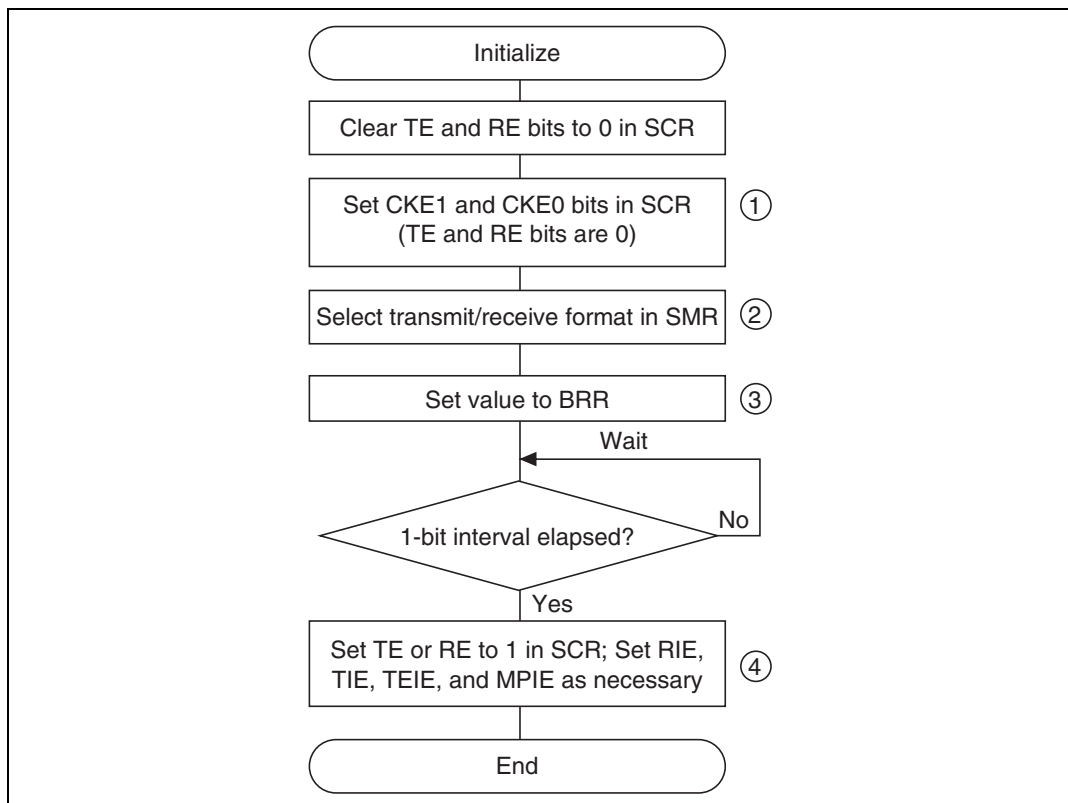 Initialize
Clear TE and RE bits to 0 in SCR
Set CKE1 and CKE0 bits in SCR
(TE and RE bits are 0)
①
Select transmit/receive format in SMR
②
Set value to BRR
③
Wait
1-bit interval elapsed?
No
Yes
Set TE or RE to 1 in SCR; Set RIE,
TIE, TEIE, and MPIE as necessary
④
End